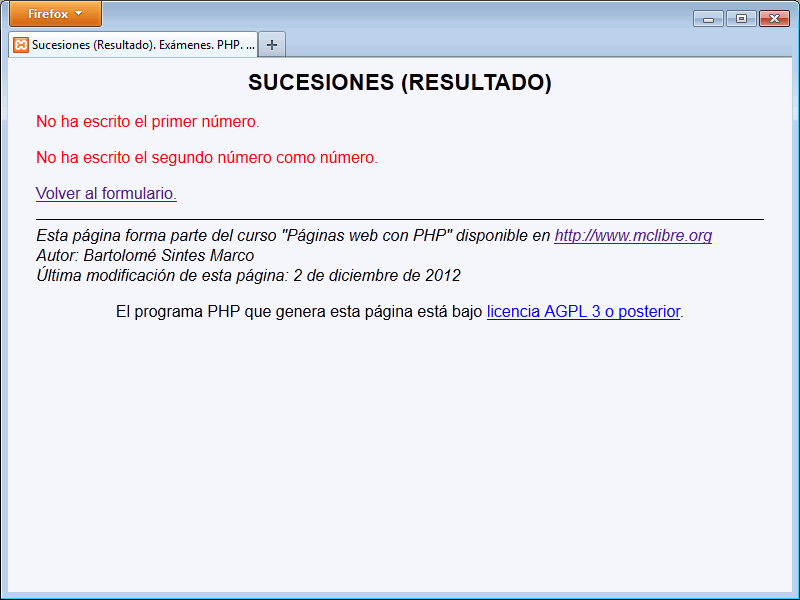 Firefox
Sucesiones (Resultado). Exámenes. PHP. ...
SUCESIONES (RESULTADO)
No ha escrito el primer número.
No ha escrito el segundo número como número.
Volver al formulario.
Esta página forma parte del curso "Páginas web con PHP" disponible en http://www.mclibre.org
Autor: Bartolomé Sintes Marco
Última modificación de esta página: 2 de diciembre de 2012
El programa PHP que genera esta página está bajo licencia AGPL 3 o posterior.